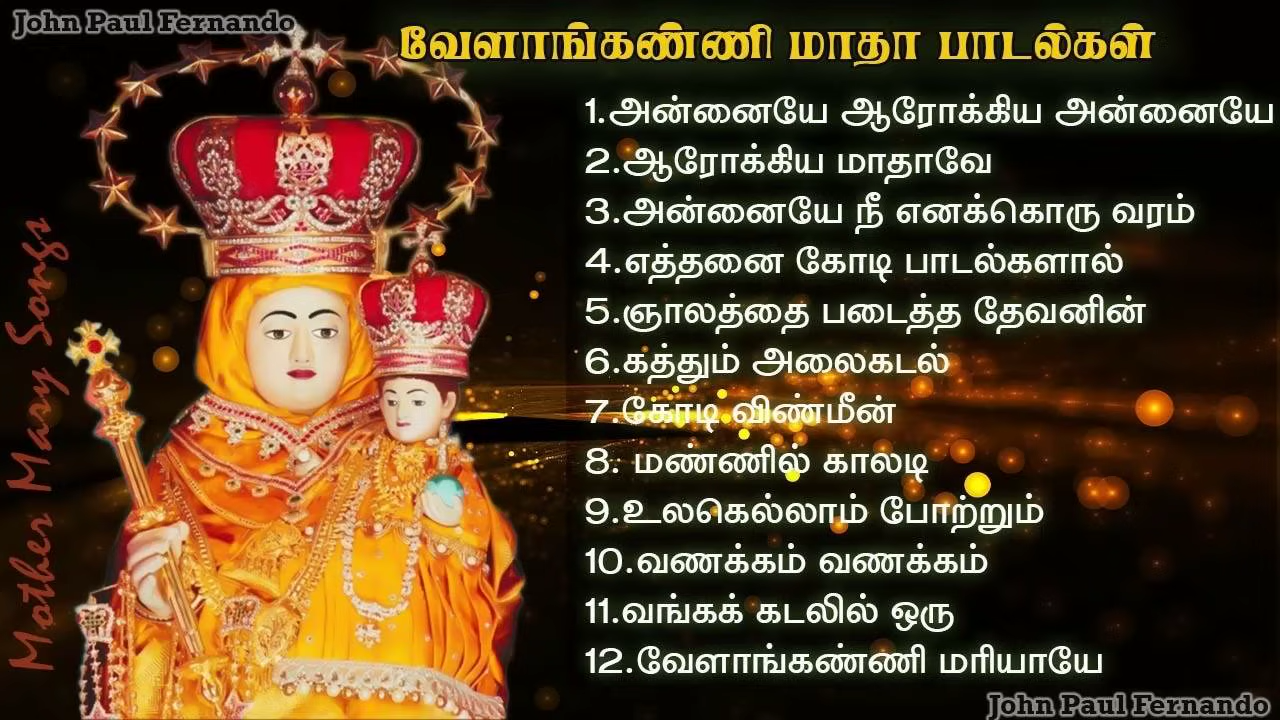 John Paul Fernando
வேளாங்கண்ணி மாதா பாடல்கள்
1.அன்னையே ஆரோக்கிய அன்னையே
2.ஆரோக்கிய மாதாவே
3.அன்னையே நீ எனக்கொரு வரம்
4.எத்தனை கோடி பாடல்களால்
5.ஞாலத்தை படைத்த தேவனின்
6.கத்தும் அலைகடல்
7.கோடி விண்மீன்
8. மண்ணில் காலடி
9.உலகெல்லாம் போற்றும்
10.வணக்கம் வணக்கம்
11.வங்கக் கடலில் ஒரு
12.வேளாங்கண்ணி மரியாயே
Mother Mary Songs
John Paul Fernando